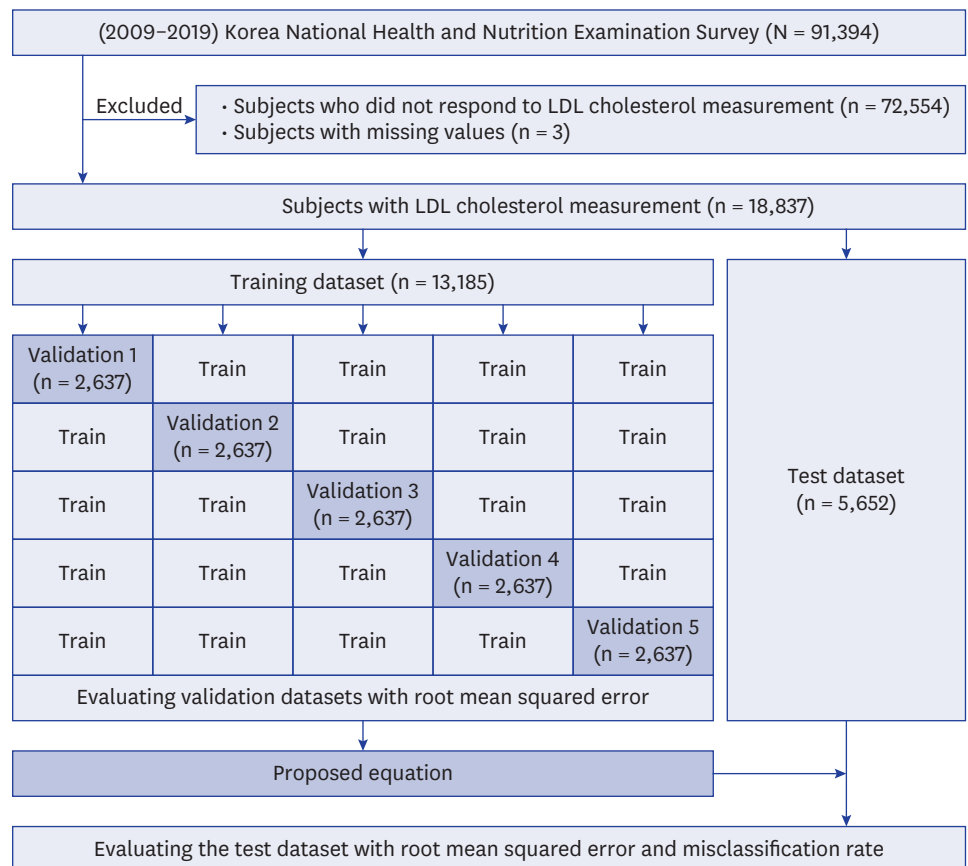 (2009–2019) Korea National Health and Nutrition Examination Survey (N = 91,394)
Excluded
· Subjects who did not respond to LDL cholesterol measurement (n = 72,554)
· Subjects with missing values (n = 3)
Subjects with LDL cholesterol measurement (n = 18,837)
Training dataset (n = 13,185)
Validation 1
(n = 2,637)
Train
Train
Train
Train
Train
Validation 2
(n = 2,637)
Train
Train
Train
Train
Train
Validation 3
(n = 2,637)
Train
Train
Train
Train
Train
Validation 4
(n = 2,637)
Train
Train
Train
Train
Train
Validation 5
(n = 2,637)
Test dataset
(n = 5,652)
Evaluating validation datasets with root mean squared error
Proposed equation
Evaluating the test dataset with root mean squared error and misclassification rate